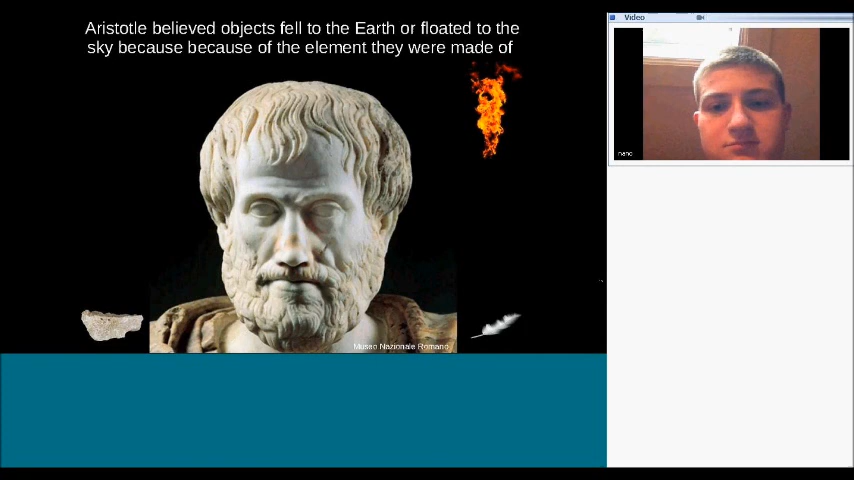 Aristotle believed objects fell to the Earth or floated to the
sky because because of the element they were made of
Museo Nazionale Romano
Video
nano